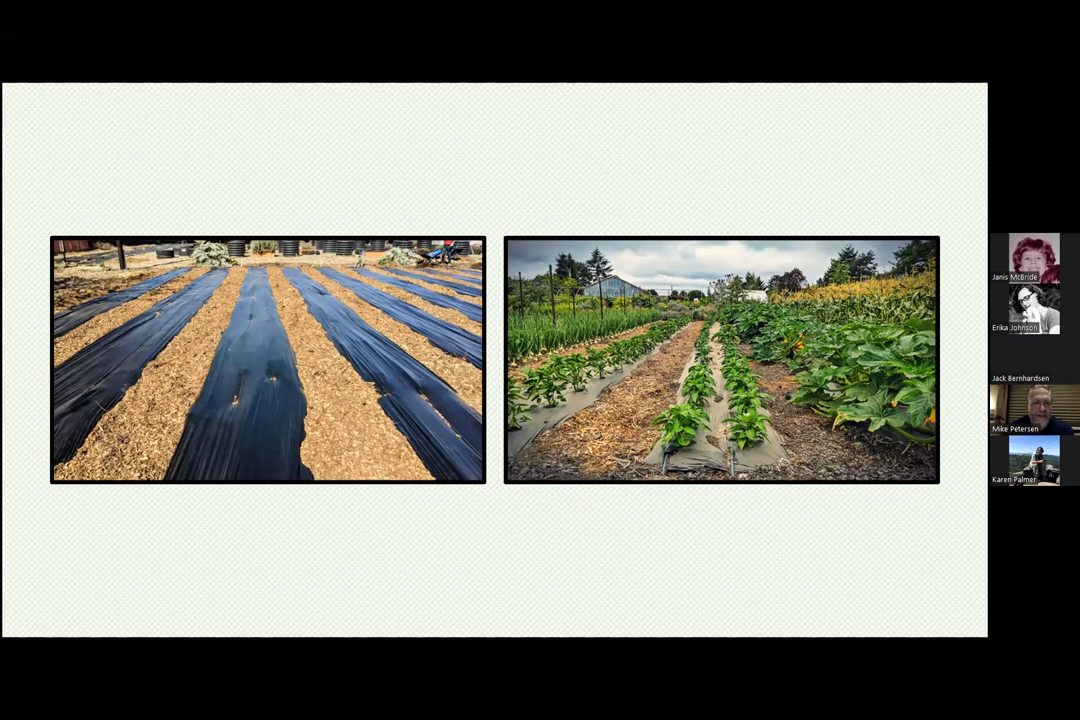 Janis McBride
Erika Johnson
Jack Bernhardsen
Mike Petersen
Karen Palmer